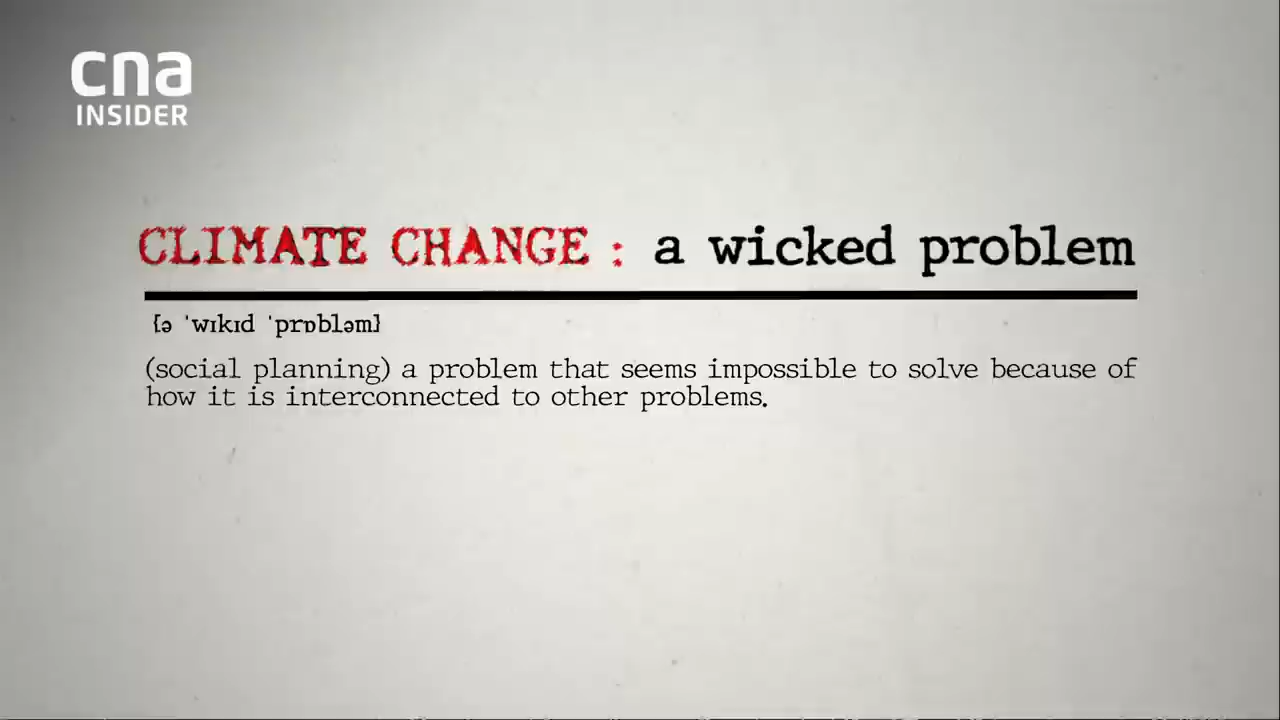 cna
INSIDER
CLIMATE CHANGE : a wicked problem
[ə ˈwɪkɪd ˈprɒbləm]
(social planning) a problem that seems impossible to solve because of
how it is interconnected to other problems.